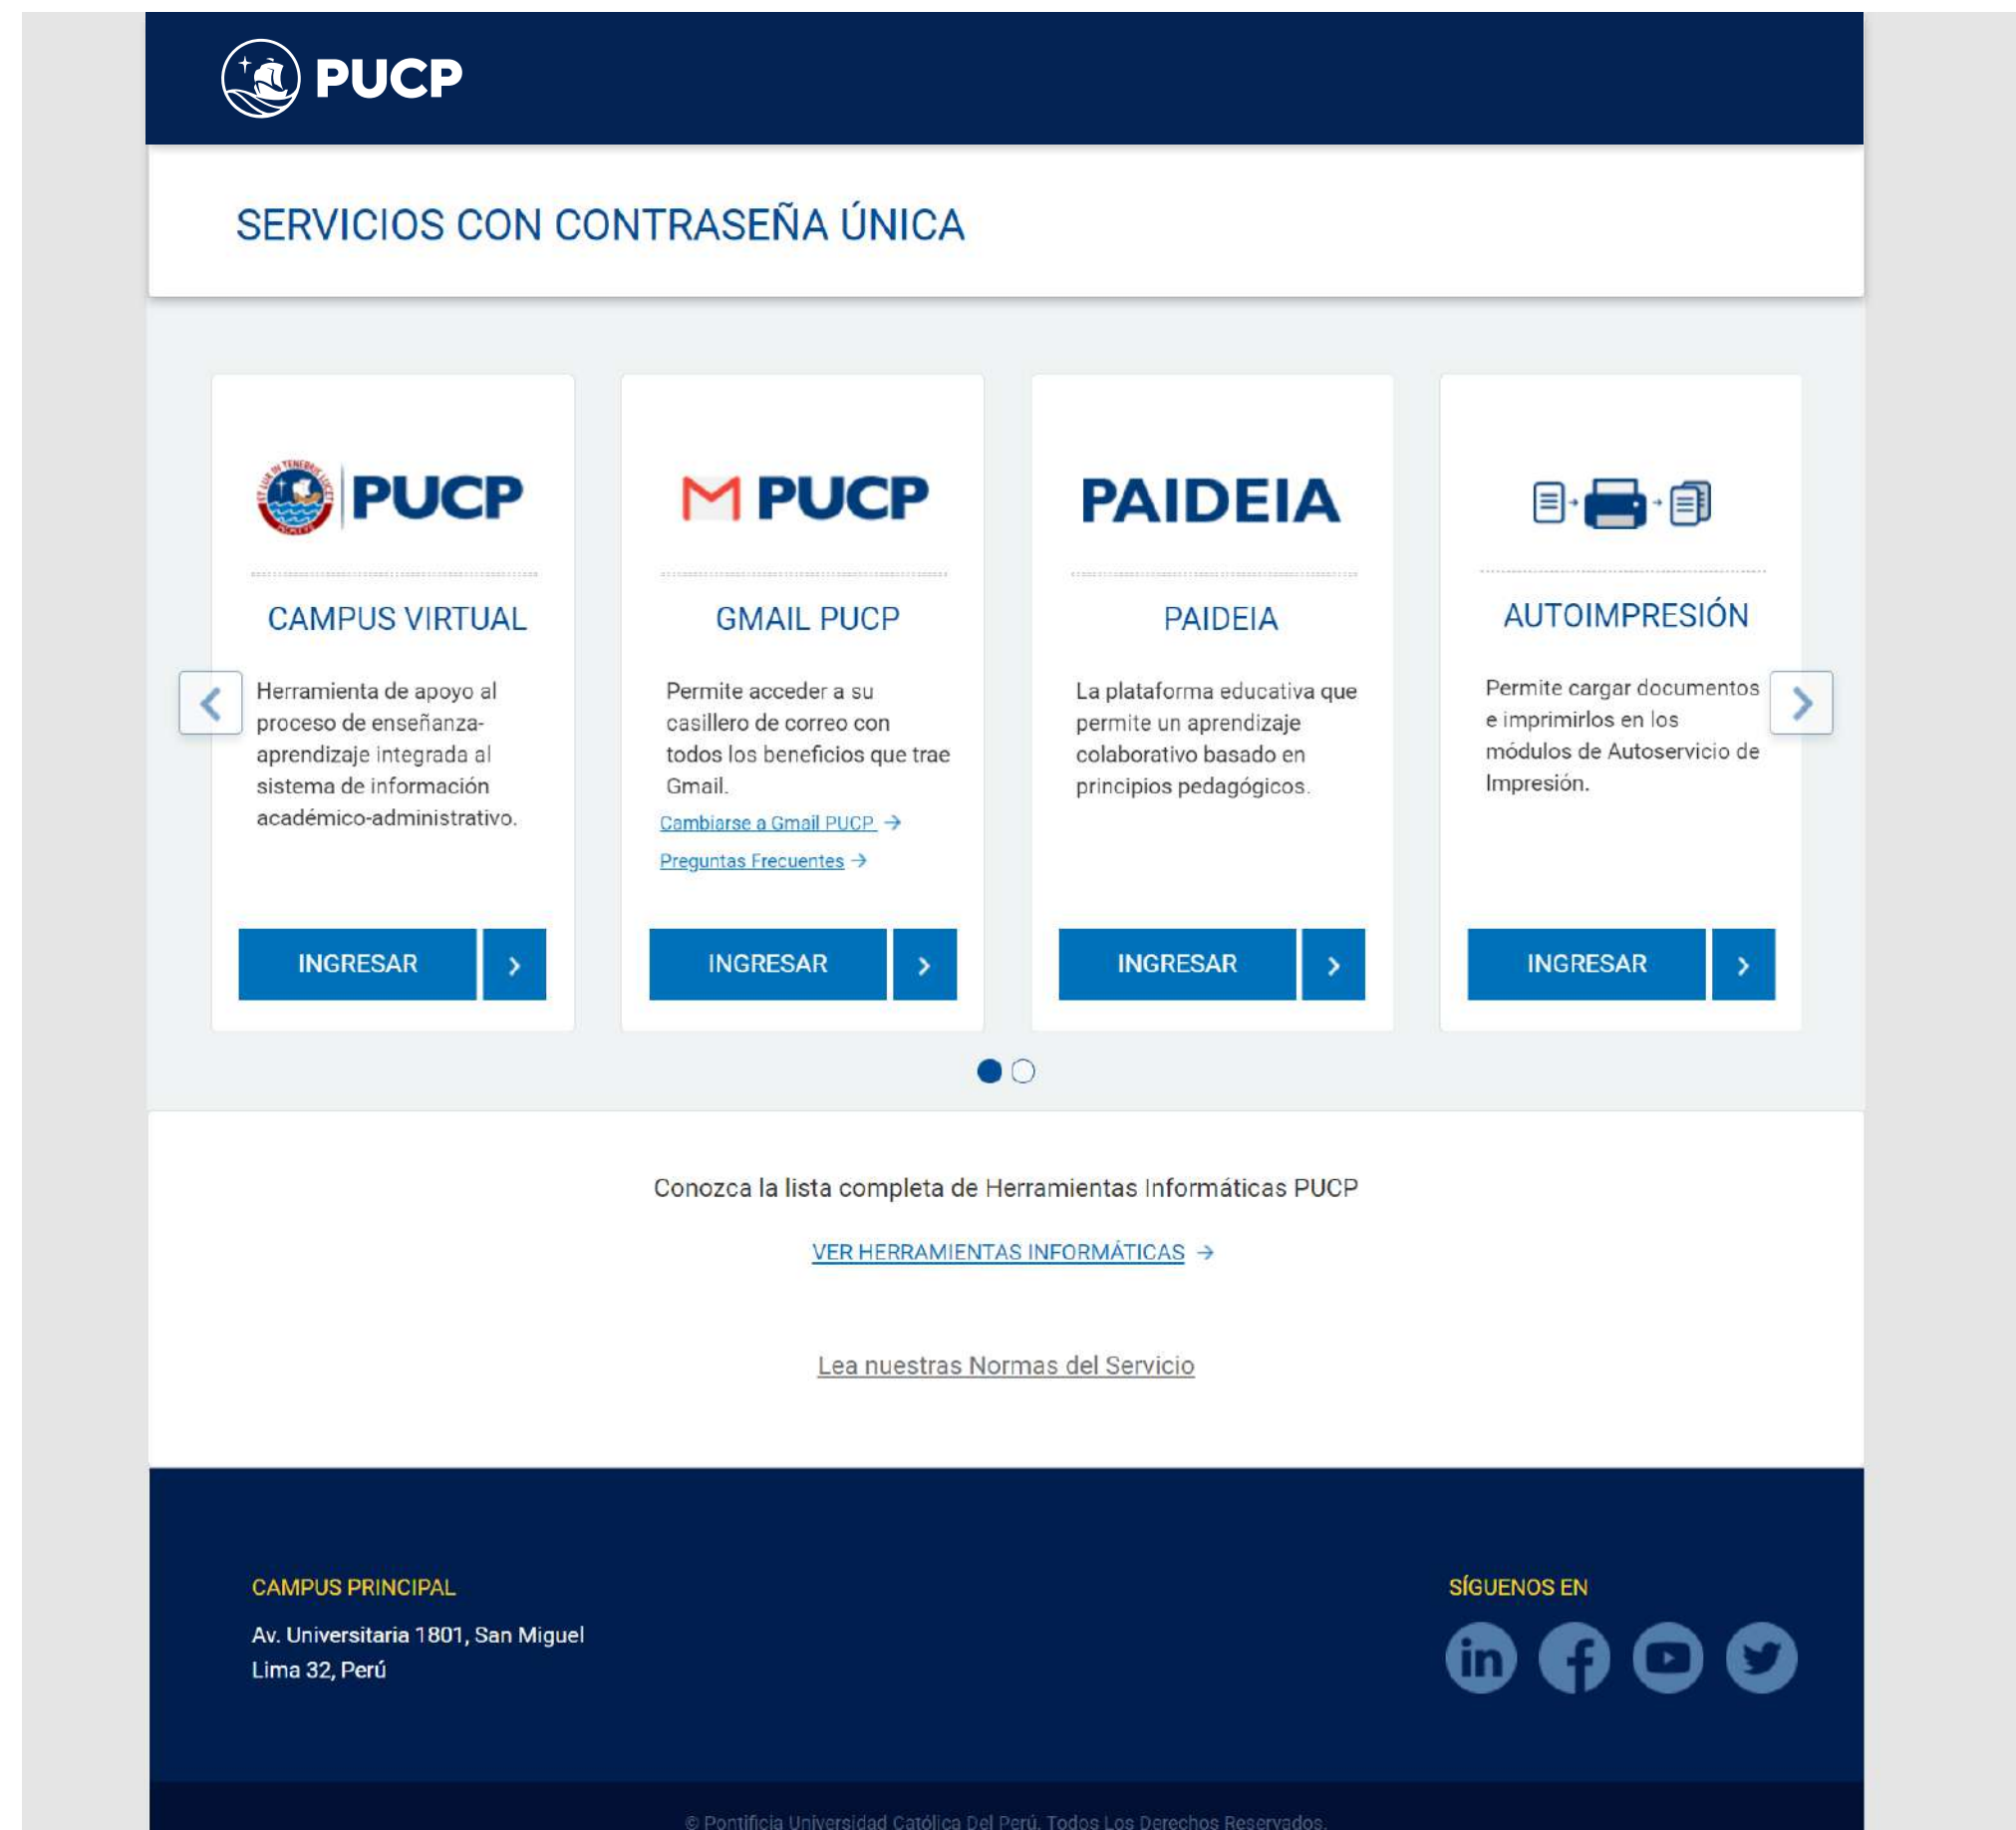 PUCP
SERVICIOS CON CONTRASEÑA ÚNICA
PUCP
CAMPUS VIRTUAL
Herramienta de apoyo al
proceso de enseñanza-
aprendizaje integrada al
sistema de información
académico-administrativo.
INGRESAR
M PUCP
GMAIL PUCP
Permite acceder a su
casillero de correo con
todos los beneficios que trae
Gmail.
Cambiarse a Gmail PUCP →
Preguntas Frecuentes →
INGRESAR
PAIDEIA
PAIDEIA
La plataforma educativa que
permite un aprendizaje
colaborativo basado en
principios pedagógicos.
INGRESAR
AUTOIMPRESIÓN
Permite cargar documentos
e imprimirlos en los
módulos de Autoservicio de
Impresión.
INGRESAR
Conozca la lista completa de Herramientas Informáticas PUCP
VER HERRAMIENTAS INFORMÁTICAS →
Lea nuestras Normas del Servicio
CAMPUS PRINCIPAL
Av. Universitaria 1801, San Miguel
Lima 32, Perú
SÍGUENOS EN
© Pontificia Universidad Católica Del Perú. Todos Los Derechos Reservados.